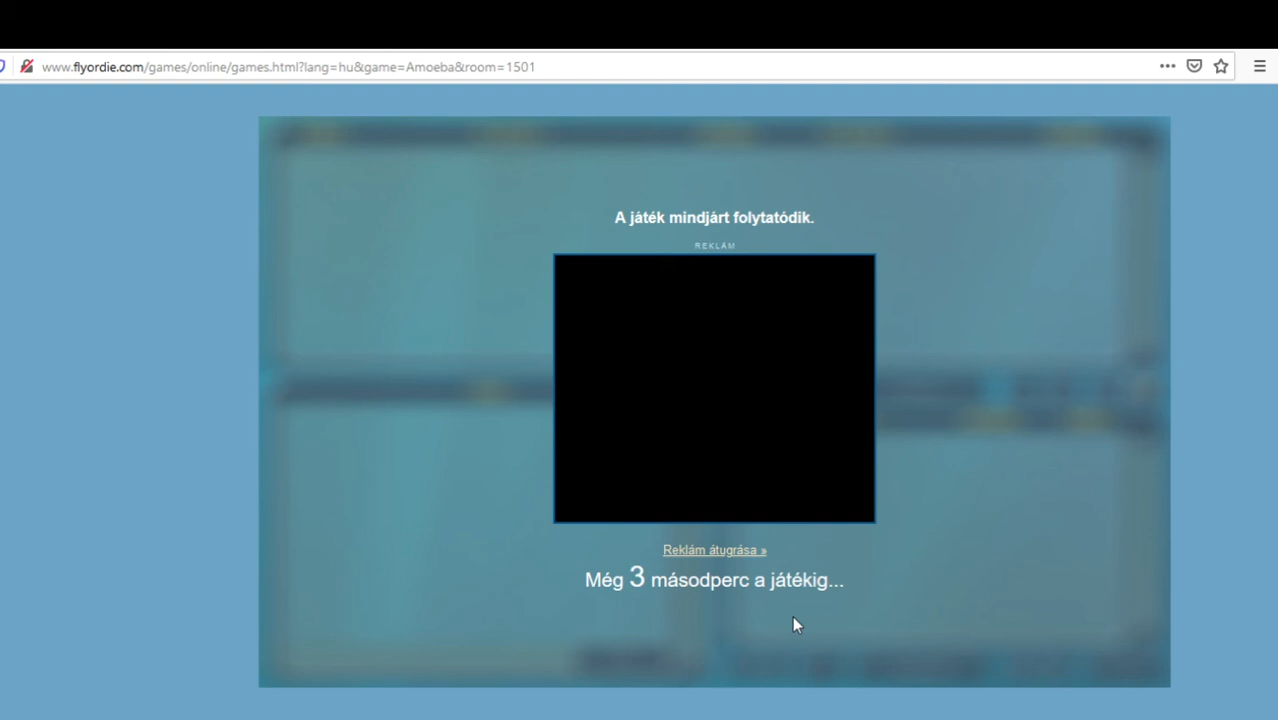 www.flyordie.com/games/online/games.html?lang=hu&game=Amoeba&room=1501
A játék mindjárt folytatódik.
REKLÁM
Reklám átugrása »
Még 3 másodperc a játékig...